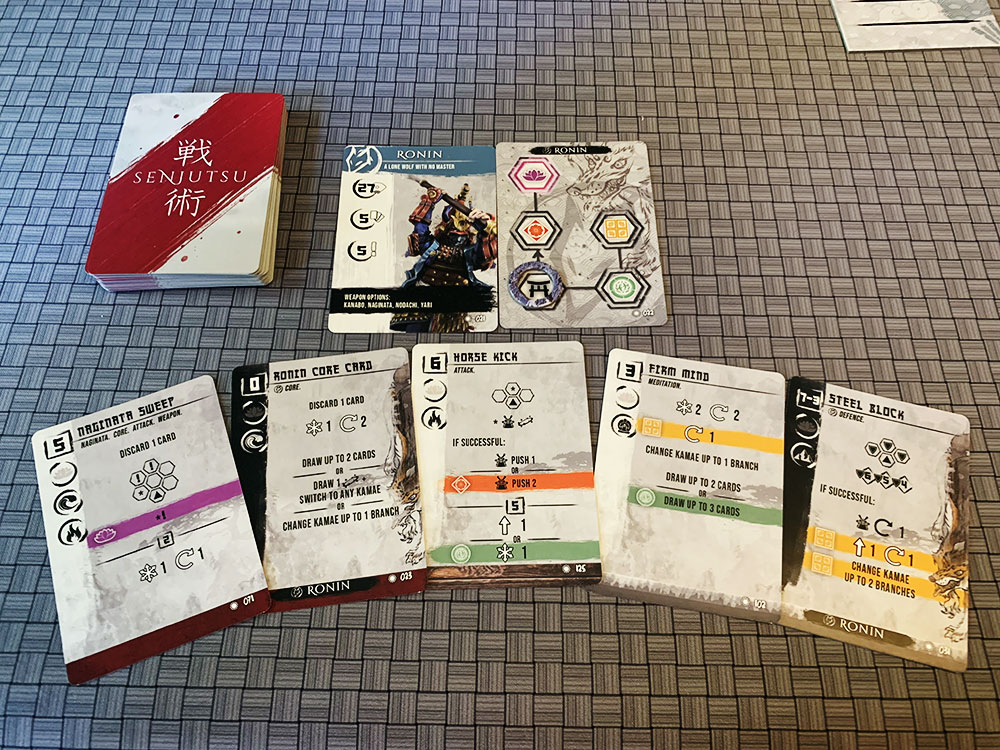 戦
SENJUTSU
術
RONIN
A LONE WOLF WITH NO MASTER
27
5
5
WEAPON OPTIONS:
KANABO, NAGINATA, NODACHI, YARI
021
RONIN
022
5
NAGINATA SWEEP
NAGINATA. CORE. ATTACK. WEAPON.
DISCARD 1 CARD
1
2
1 1
071
0
RONIN CORE CARD
CORE.
DISCARD 1 CARD
1 2
DRAW UP TO 2 CARDS
OR
DRAW 1
SWITCH TO ANY KAMAE
OR
CHANGE KAMAE UP TO 1 BRANCH
RONIN
023
6
HORSE KICK
ATTACK.
IF SUCCESSFUL:
PUSH 1
OR
PUSH 2
5
1
OR
1
125
3
FIRM MIND
MEDITATION.
2 2
1
CHANGE KAMAE UP TO 1 BRANCH
DRAW UP TO 2 CARDS
OR
DRAW UP TO 3 CARDS
7-3
STEEL BLOCK
DEFENCE.
6 5 4
IF SUCCESSFUL:
1
1 1
CHANGE KAMAE
UP TO 2 BRANCHES
RONIN